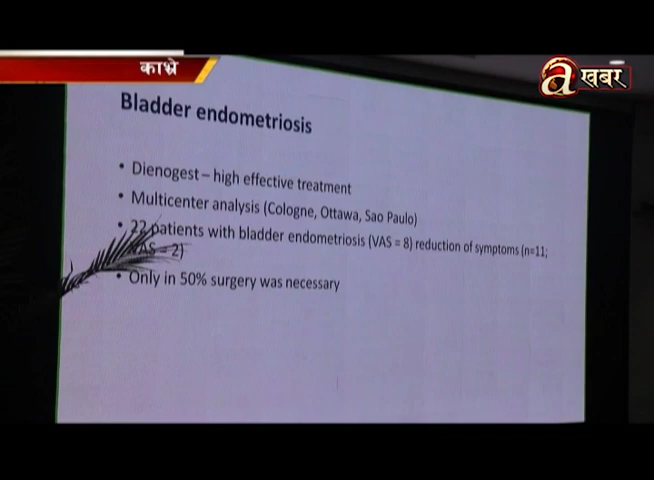 काभ्रे
a खबर
Bladder endometriosis
• Dienogest – high effective treatment
• Multicenter analysis (Cologne, Ottawa, Sao Paulo)
• 22 patients with bladder endometriosis (VAS = 8) reduction of symptoms (n=11;
VAS = 2)
• Only in 50% surgery was necessary